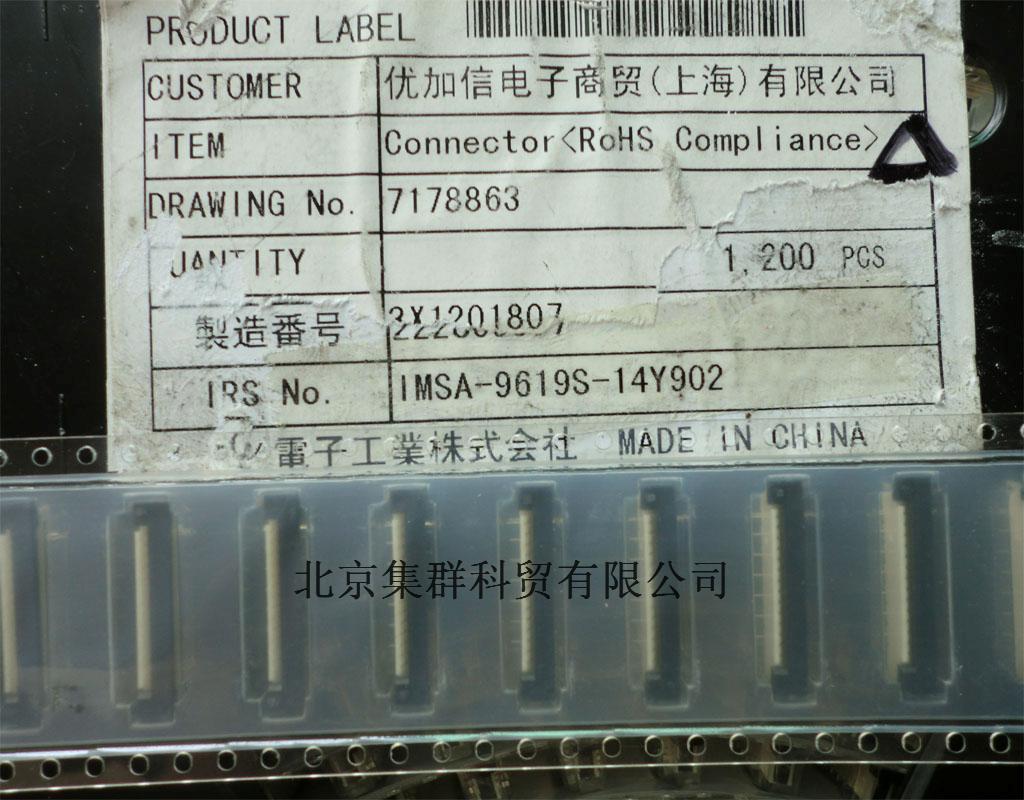 PRODUCT LABEL
CUSTOMER 优加信电子商贸(上海)有限公司
ITEM Connector<RoHS Compliance>
DRAWING No. 7178863
UANTITY 1,200 PCS
製造番号
IRS No. IMSA-9619S-14Y902
電子工業株式会社 MADE IN CHINA
北京集群科贸有限公司